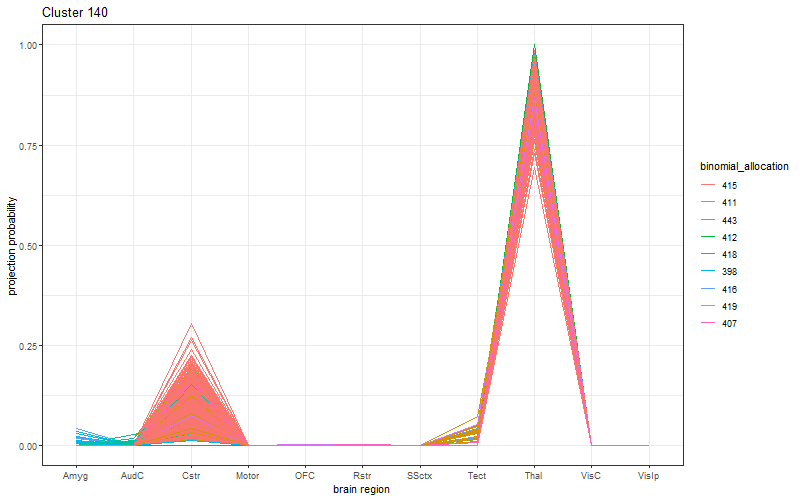 Cluster 140
1.00
0.75
0.50
0.25
0.00
projection probability
Amyg AudC Cstr Motor OFC Rstr SSctx Tect Thal VisC VisIp
brain region
binomial_allocation
415
411
443
412
418
398
416
419
407